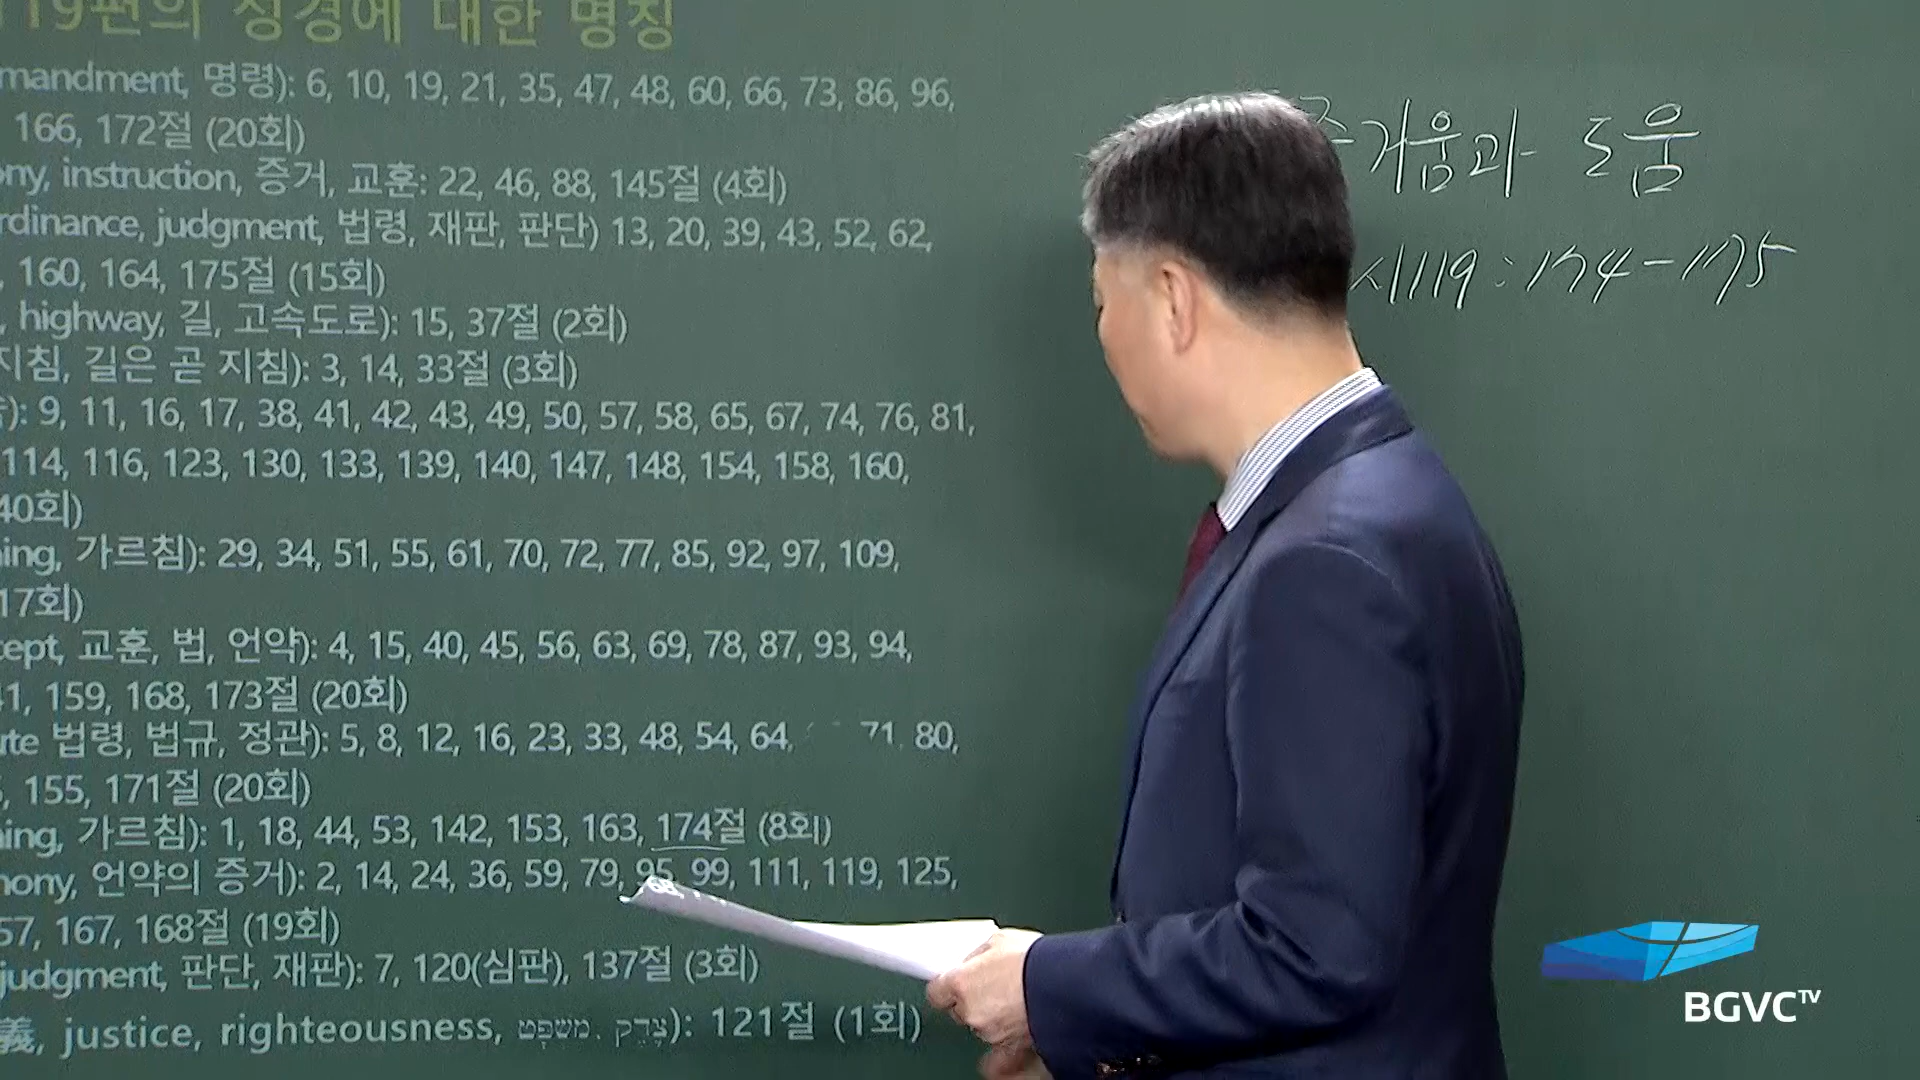 119편의 성경에 대한 명칭
mandment, 명령): 6, 10, 19, 21, 35, 47, 48, 60, 66, 73, 86, 96,
166, 172절 (20회)
ony, instruction, 증거, 교훈: 22, 46, 88, 145절 (4회)
rdinance, judgment, 법령, 재판, 판단) 13, 20, 39, 43, 52, 62,
, 160, 164, 175절 (15회)
, highway, 길, 고속도로): 15, 37절 (2회)
지침, 길은 곧 지침): 3, 14, 33절 (3회)
): 9, 11, 16, 17, 38, 41, 42, 43, 49, 50, 57, 58, 65, 67, 74, 76, 81,
114, 116, 123, 130, 133, 139, 140, 147, 148, 154, 158, 160,
40회)
ing, 가르침): 29, 34, 51, 55, 61, 70, 72, 77, 85, 92, 97, 109,
17회)
cept, 교훈, 법, 언약): 4, 15, 40, 45, 56, 63, 69, 78, 87, 93, 94,
41, 159, 168, 173절 (20회)
ute 법령, 법규, 정관): 5, 8, 12, 16, 23, 33, 48, 54, 64, 71, 80,
, 155, 171절 (20회)
ning, 가르침): 1, 18, 44, 53, 142, 153, 163, 174절 (8회)
mony, 언약의 증거): 2, 14, 24, 36, 59, 79, 95, 99, 111, 119, 125,
57, 167, 168절 (19회)
judgment, 판단, 재판): 7, 120(심판), 137절 (3회)
義, justice, righteousness, צֶדֶק, משפט): 121절 (1회)
즐거움과 도움
시119:174-175
BGVC TV